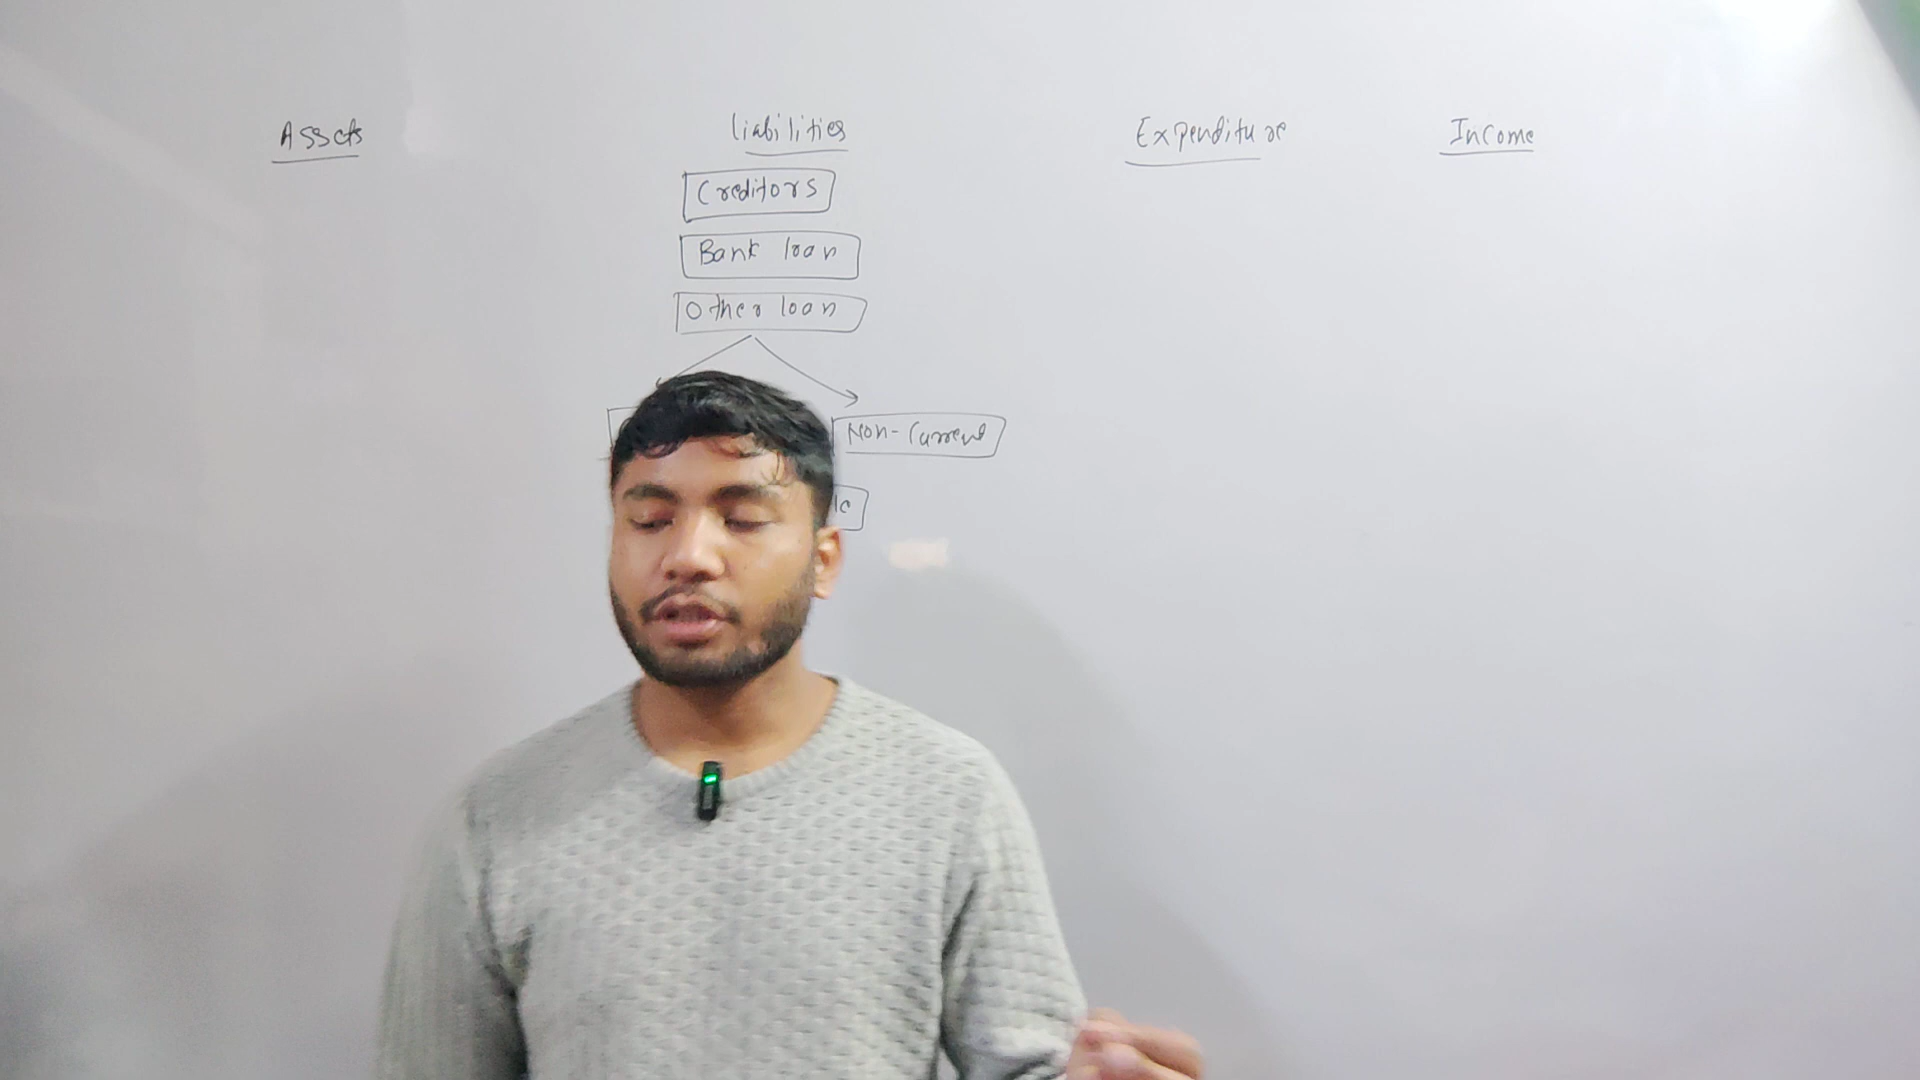 Assets Liabilities Expenditure Income
Creditors
Bank loan
Other loan
Non-Current